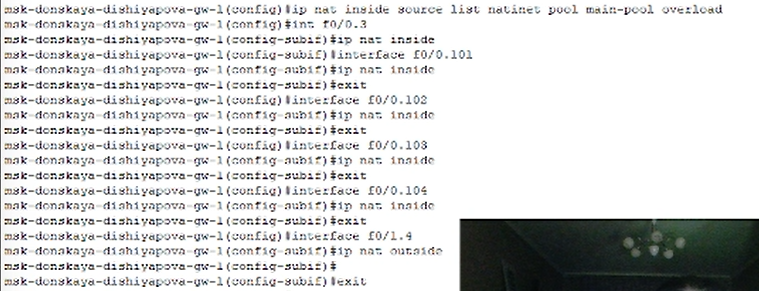 msk-donskaya-dishiyapova-gw-1(config)#ip nat inside source list natinet pool main-pool overload
msk-donskaya-dishiyapova-gw-1(config)#int f0/0.3
msk-donskaya-dishiyapova-gw-1(config-subif)#ip nat inside
msk-donskaya-dishiyapova-gw-1(config-subif)#interface f0/0.101
msk-donskaya-dishiyapova-gw-1(config-subif)#ip nat inside
msk-donskaya-dishiyapova-gw-1(config-subif)#exit
msk-donskaya-dishiyapova-gw-1(config)#interface f0/0.102
msk-donskaya-dishiyapova-gw-1(config-subif)#ip nat inside
msk-donskaya-dishiyapova-gw-1(config-subif)#exit
msk-donskaya-dishiyapova-gw-1(config)#interface f0/0.103
msk-donskaya-dishiyapova-gw-1(config-subif)#ip nat inside
msk-donskaya-dishiyapova-gw-1(config-subif)#exit
msk-donskaya-dishiyapova-gw-1(config)#interface f0/0.104
msk-donskaya-dishiyapova-gw-1(config-subif)#ip nat inside
msk-donskaya-dishiyapova-gw-1(config-subif)#exit
msk-donskaya-dishiyapova-gw-1(config)#interface f0/1.4
msk-donskaya-dishiyapova-gw-1(config-subif)#ip nat outside
msk-donskaya-dishiyapova-gw-1(config-subif)#
msk-donskaya-dishiyapova-gw-1(config-subif)#exit